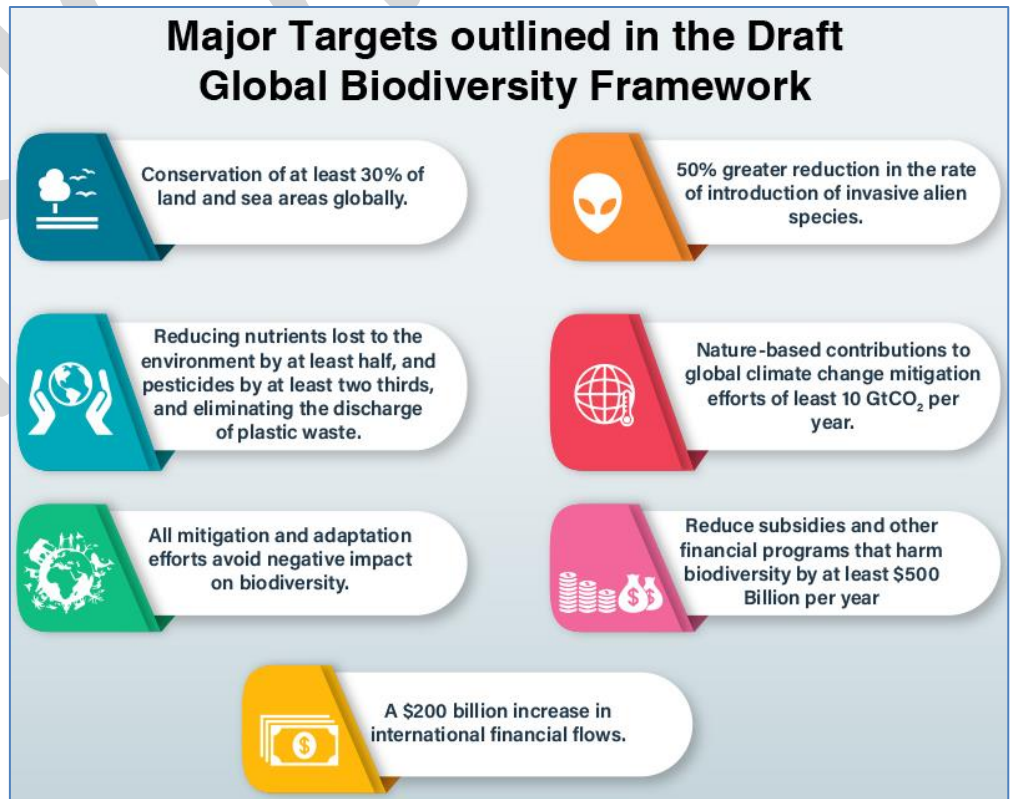 Major Targets outlined in the Draft
Global Biodiversity Framework
Conservation of at least 30% of
land and sea areas globally.
50% greater reduction in the rate
of introduction of invasive alien
species.
Reducing nutrients lost to the
environment by at least half, and
pesticides by at least two thirds,
and eliminating the discharge
of plastic waste.
Nature-based contributions to
global climate change mitigation
efforts of least 10 GtCO₂ per
year.
All mitigation and adaptation
efforts avoid negative impact
on biodiversity.
Reduce subsidies and other
financial programs that harm
biodiversity by at least $500
Billion per year
A $200 billion increase in
international financial flows.